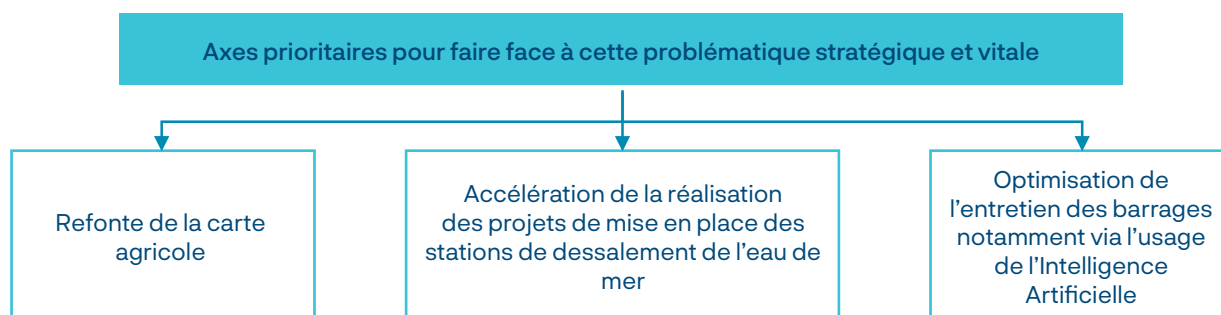 Axes prioritaires pour faire face à cette problématique stratégique et vitale
Refonte de la carte
agricole
Accélération de la réalisation
des projets de mise en place des
stations de dessalement de l’eau de
mer
Optimisation de
l’entretien des barrages
notamment via l’usage
de l’Intelligence
Artificielle